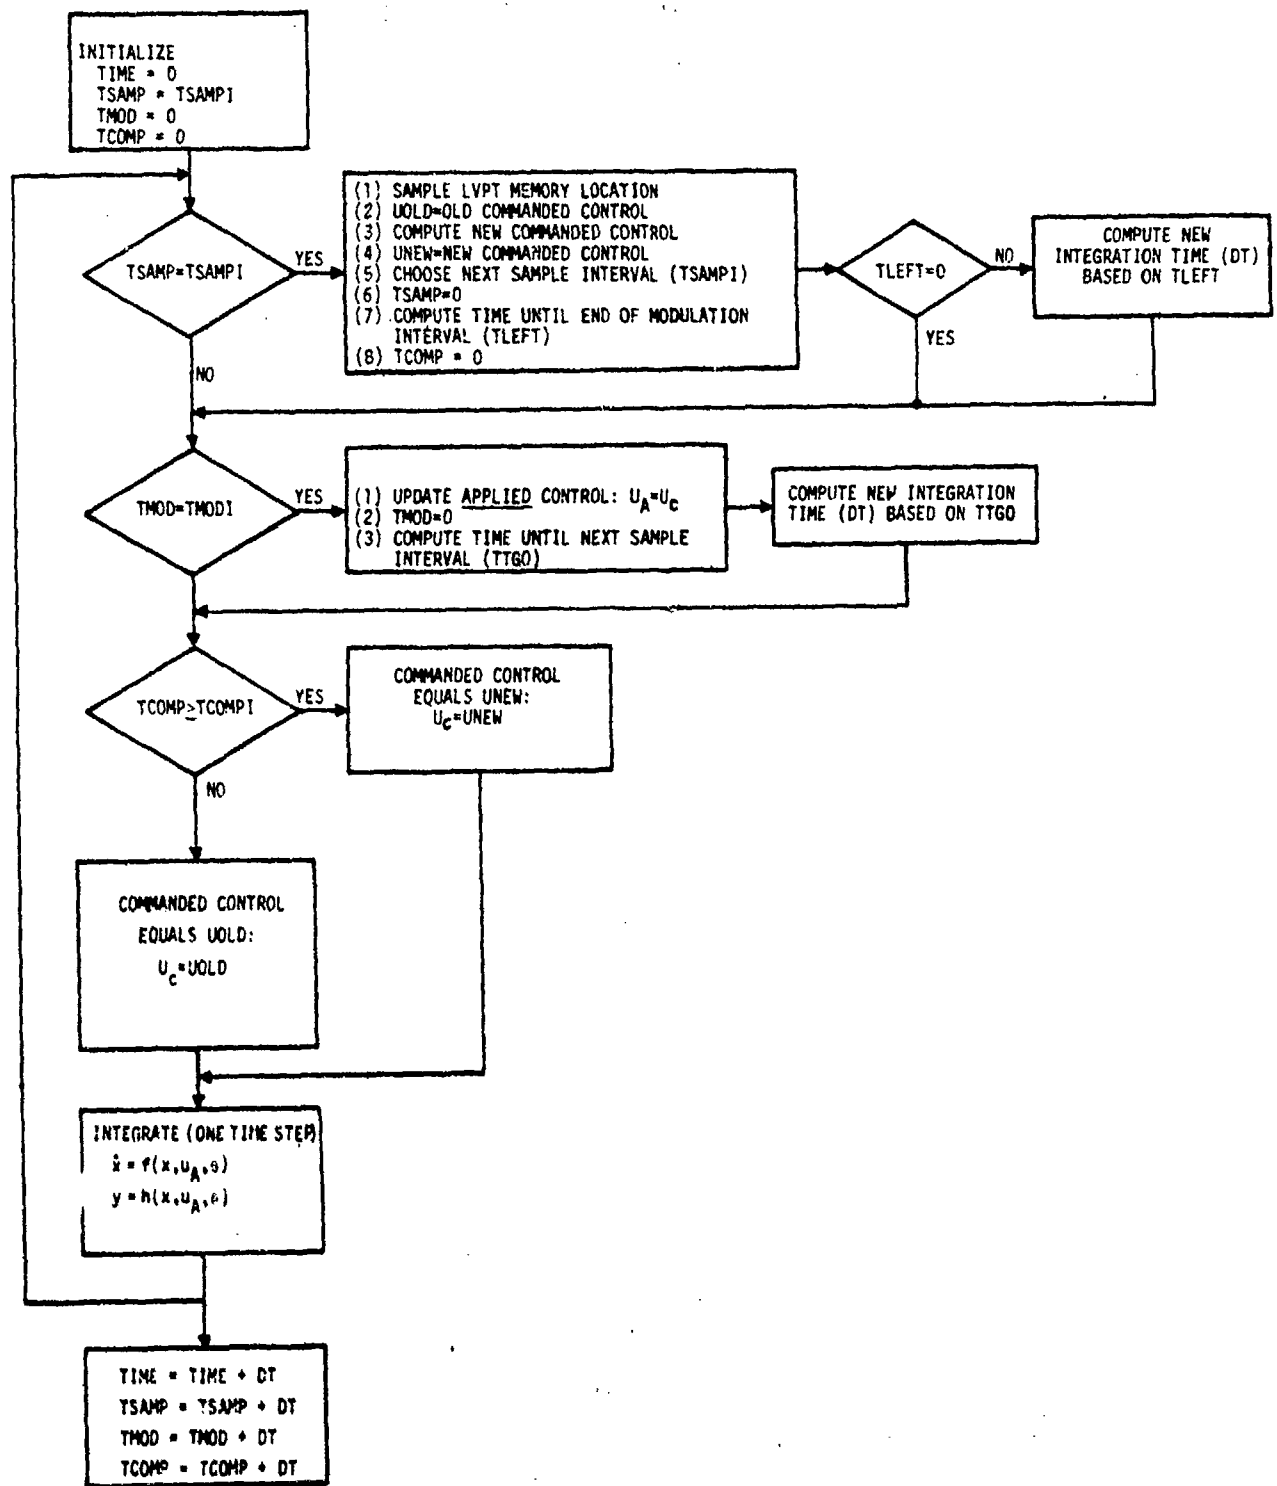 INITIALIZE
TIME = 0
TSAMP = TSAMPI
TMOD = 0
TCOMP = 0
TSAMP=TSAMPI
YES
NO
(1) SAMPLE LVPT MEMORY LOCATION
(2) UOLD=OLD COMMANDED CONTROL
(3) COMPUTE NEW COMMANDED CONTROL
(4) UNEW=NEW COMMANDED CONTROL
(5) CHOOSE NEXT SAMPLE INTERVAL (TSAMPI)
(6) TSAMP=0
(7) COMPUTE TIME UNTIL END OF MODULATION
INTERVAL (TLEFT)
(8) TCOMP = 0
TLEFT=0
NO
YES
COMPUTE NEW
INTEGRATION TIME (DT)
BASED ON TLEFT
TMOD=TMODI
YES
(1) UPDATE APPLIED CONTROL: U_A=U_C
(2) TMOD=0
(3) COMPUTE TIME UNTIL NEXT SAMPLE
INTERVAL (TTGO)
COMPUTE NEW INTEGRATION
TIME (DT) BASED ON TTGO
TCOMP≥TCOMPI
YES
NO
COMMANDED CONTROL
EQUALS UNEW:
U_C=UNEW
COMMANDED CONTROL
EQUALS UOLD:
U_C=UOLD
INTEGRATE (ONE TIME STEP)
ẋ = f(x,u_A,
y = h(x,u_A,
TIME = TIME + DT
TSAMP = TSAMP + DT
TMOD = TMOD + DT
TCOMP = TCOMP + DT